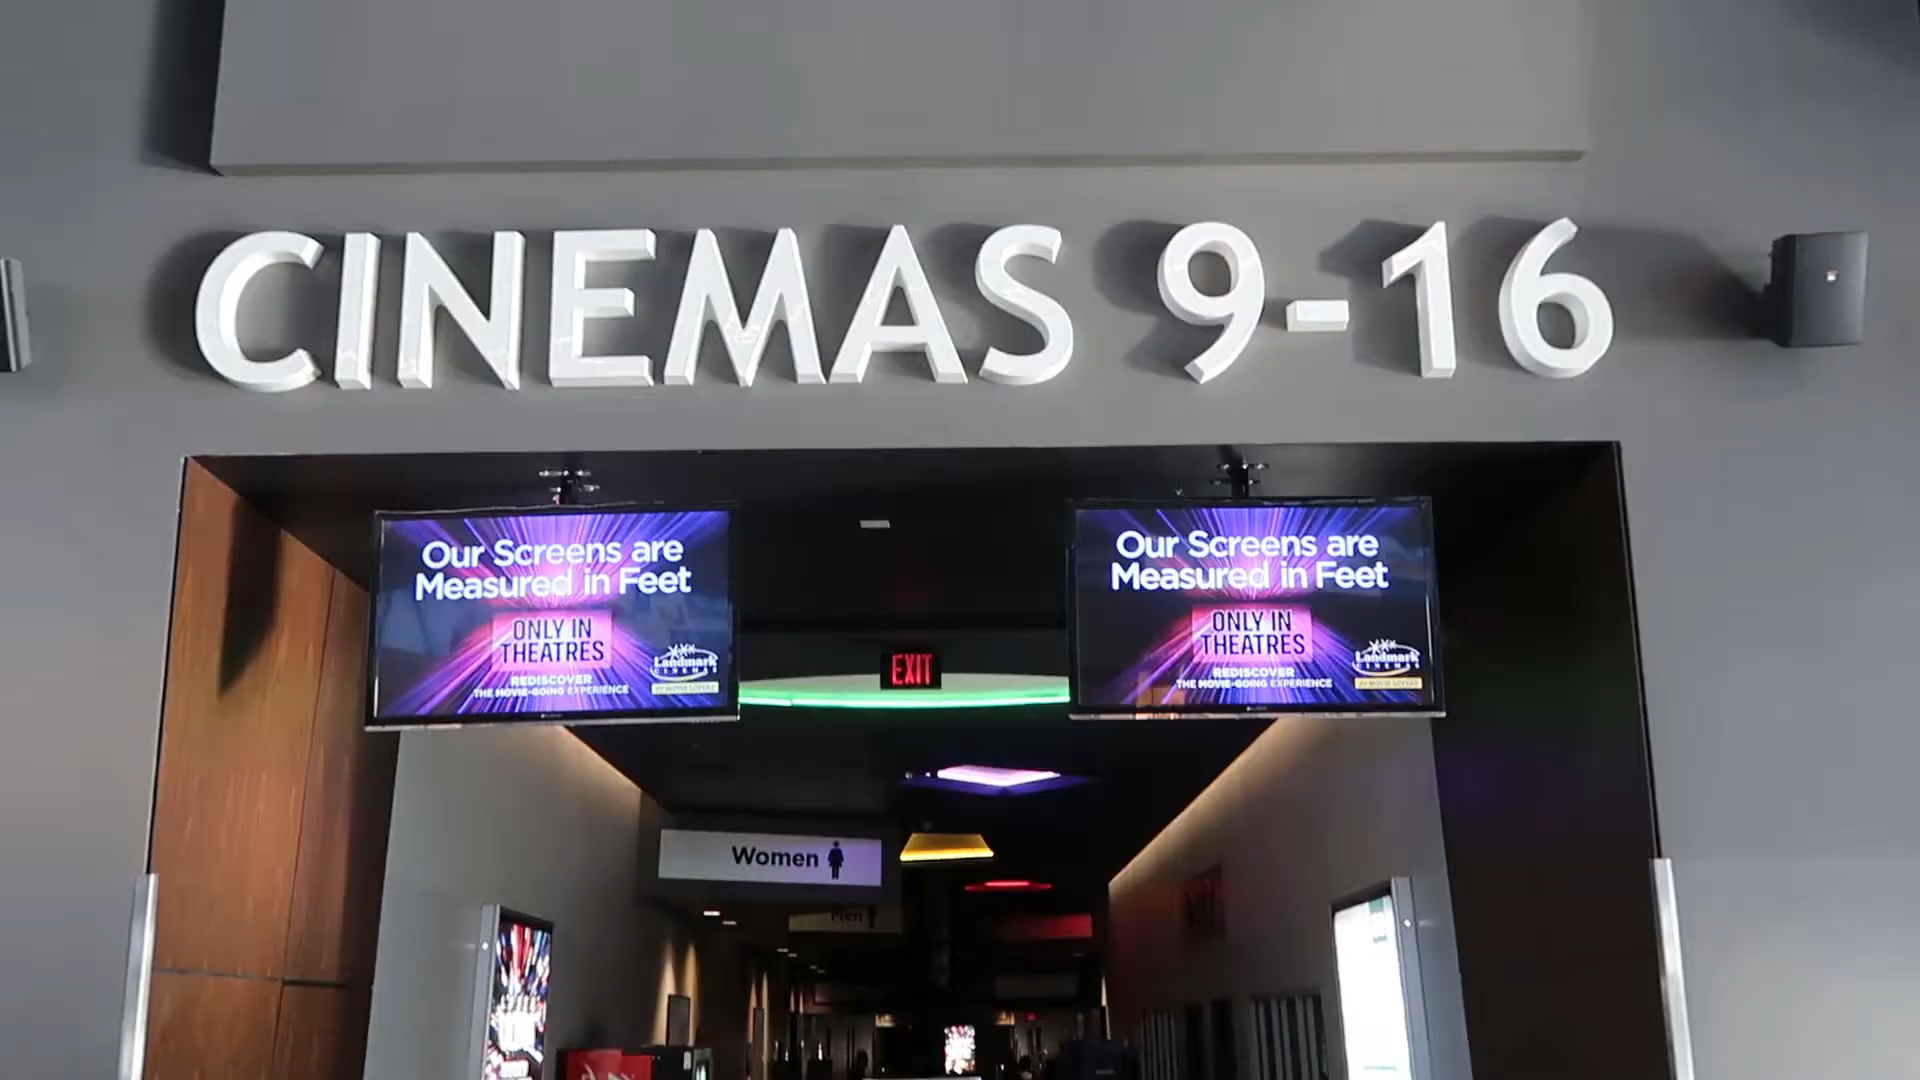 CINEMAS 9-16
Our Screens are
Measured in Feet
ONLY IN
THEATRES
REDISCOVER
THE MOVIE-GOING EXPERIENCE
Landmark
CINEMAS
Our Screens are
Measured in Feet
ONLY IN
THEATRES
REDISCOVER
THE MOVIE-GOING EXPERIENCE
Landmark
CINEMAS
EXIT
Women
Men